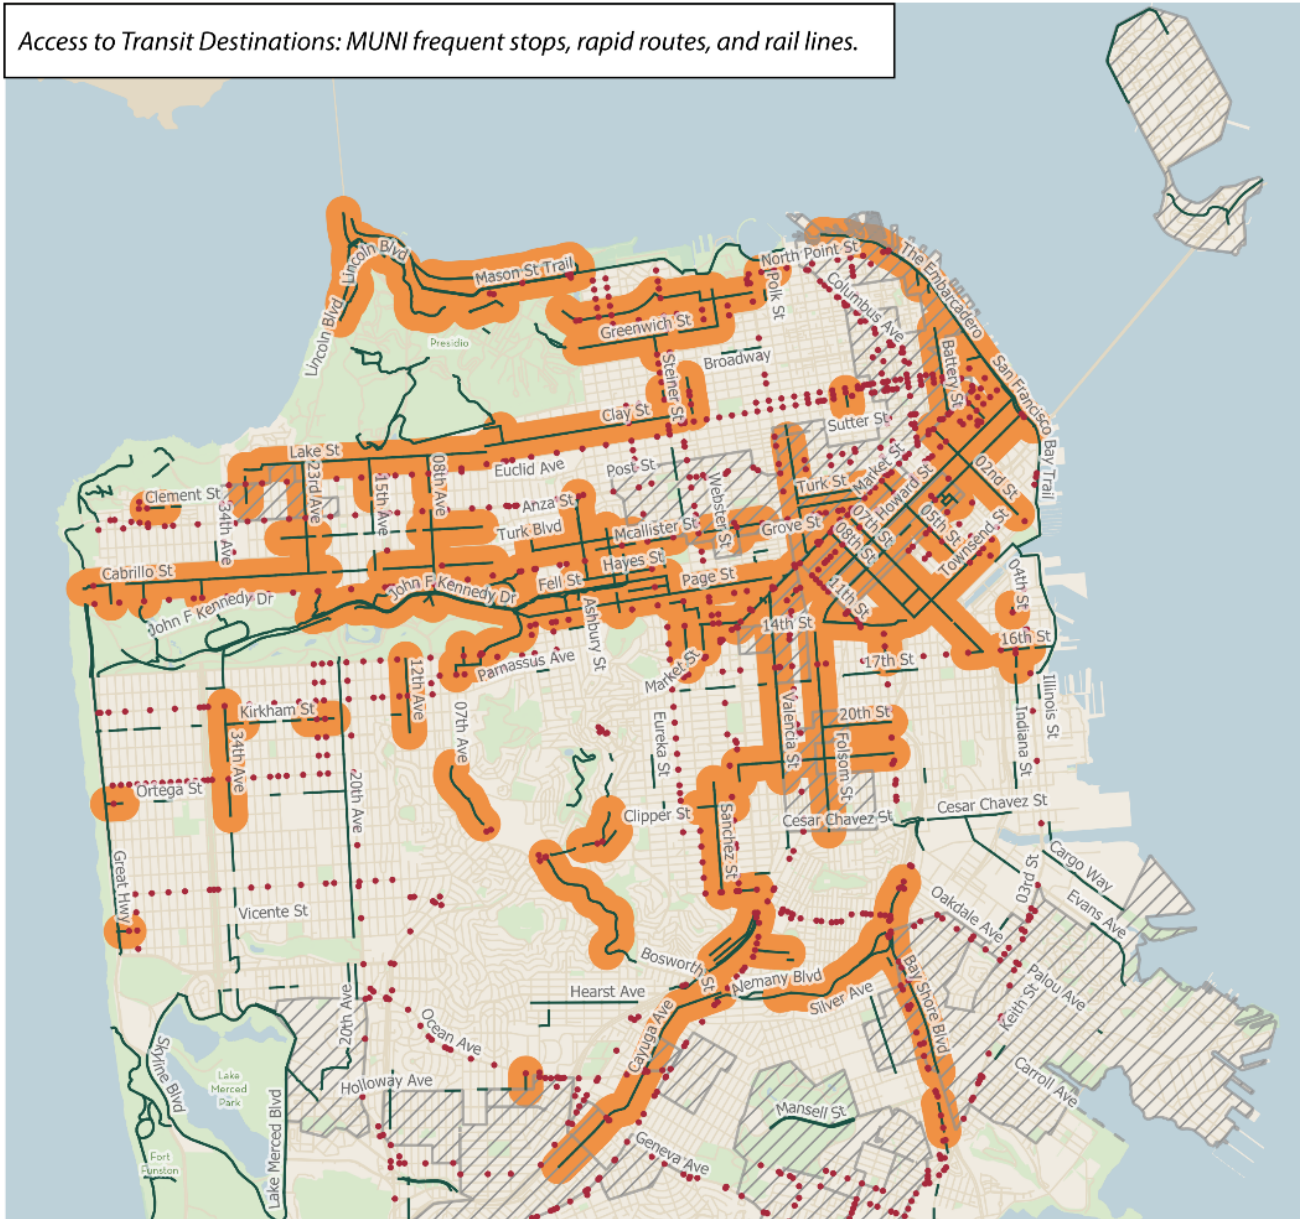 Access to Transit Destinations: MUNI frequent stops, rapid routes, and rail lines.
Lincoln Blvd
Mason St Trail
North Point St
The Embarcadero
Lincoln Blvd
Polk St
Columbus Ave
Greenwich St
Presidio
Broadway
Battery St
San Francisco
Bay Trail
Steiner St
Clay St
Sutter St
Lake St
Euclid Ave
Post St
Market St
02nd St
Clement St
34th Ave
23rd Ave
15th Ave
08th Ave
Anza St
Webster St
Turk St
Howard St
Turk Blvd
Mcallister St
Grove St
07th St
08th St
05th St
Townsend St
Cabrillo St
Hayes St
Fell St
Page St
04th St
John F Kennedy Dr
John F Kennedy Dr
Ashbury St
11th St
14th St
16th St
Parnassus Ave
Market St
17th St
12th Ave
Kirkham St
07th Ave
Eureka St
Valencia St
20th St
Folsom St
Indiana St
Illinois St
34th Ave
Ortega St
20th Ave
Clipper St
Sanchez St
Cesar Chavez St
Cesar Chavez St
Great Hwy
Cargo Way
03rd St
Evans Ave
Oakdale Ave
Vicente St
Bosworth St
Alemany Blvd
Silver Ave
Bay Shore Blvd
Palou Ave
Keith St
Hearst Ave
20th Ave
Ocean Ave
Cayuga Ave
Skyline Blvd
Lake
Merced
Park
Holloway Ave
Carroll Ave
Mansell St
Lake Merced Blvd
Geneva Ave
Fort
Funston